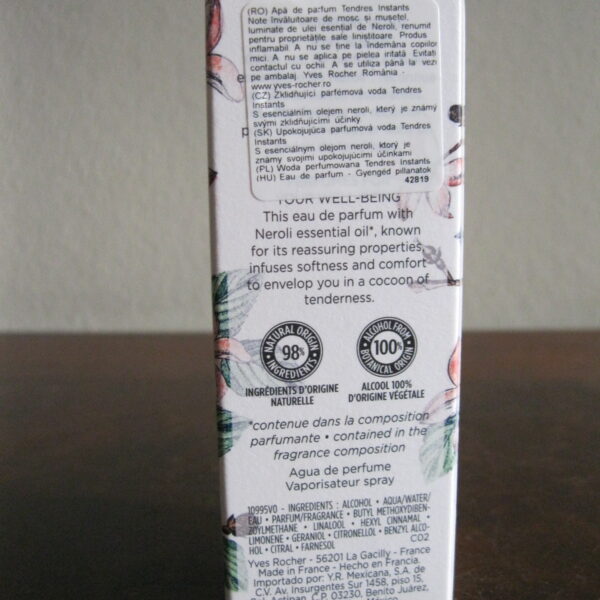 (RO) Apă de parfum Tendres Instants
Note învăluitoare de mosc și mușețel,
luminate de ulei esențial de Neroli, renumit
pentru proprietățile sale liniștitoare. Produs
inflamabil. A nu se ține la îndemâna copiilor
mici. A nu se aplica pe pielea iritată. Evitați
contactul cu ochii. A se utiliza până la vezi
pe ambalaj. Yves Rocher România -
www.yves-rocher.ro
(CZ) Zklidňující parfemová voda Tendres
Instants
S esenciálním olejem neroli, který je známý
svými zklidňujícími účinky
(SK) Upokojujúca parfumová voda Tendres
Instants
S esenciálnym olejom neroli, ktorý je
známy svojimi upokojujúcimi účinkami
(PL) Woda perfumowana Tendres Instants
(HU) Eau de parfum - Gyengéd pillanatok
42819
YOUR WELL-BEING
This eau de parfum with
Neroli essential oil*, known
for its reassuring properties,
infuses softness and comfort
to envelop you in a cocoon of
tenderness.
NATURAL ORIGIN
98%
INGREDIENTS
ALCOHOL FROM
100%
BOTANICAL ORIGIN
INGRÉDIENTS D'ORIGINE
NATURELLE
ALCOOL 100%
D'ORIGINE VÉGÉTALE
*contenue dans la composition
parfumante • contained in the
fragrance composition
Agua de perfume
Vaporisateur spray
10995V0 - INGREDIENTS : ALCOHOL • AQUA/WATER/
EAU • PARFUM/FRAGRANCE • BUTYL METHOXYDIBEN-
ZOYLMETHANE • LINALOOL • HEXYL CINNAMAL •
LIMONENE • GERANIOL • CITRONELLOL • BENZYL ALCO-
HOL • CITRAL • FARNESOL
CO2
Yves Rocher - 56201 La Gacilly - France
Made in France - Hecho en Francia.
Importado por: Y.R. Mexicana, S.A. de
C.V. Av. Insurgentes Sur 1458, piso 15,
Col. Actipan, C.P. 03230, Benito Juárez,